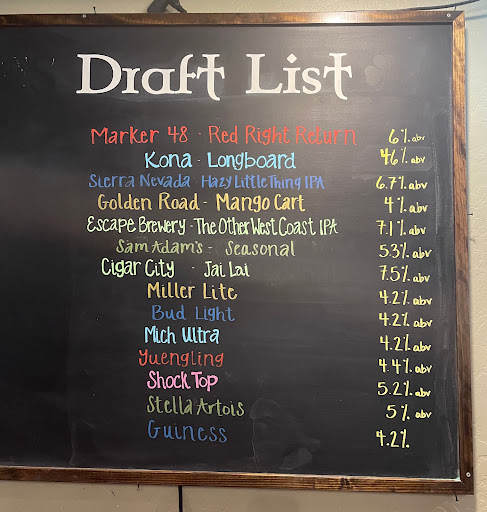 Draft List
Marker 48 - Red Right Return 6% abv
Kona - Longboard 46% abv
Sierra Nevada Hazy Little Thing IPA 6.7% abv
Golden Road - Mango Cart 4% abv
Escape Brewery - The Other West Coast IPA 7.1% abv
Sam Adam's - Seasonal 5.3% abv
Cigar City - Jai Lai 7.5% abv
Miller Lite 4.2% abv
Bud Light 4.2% abv
Mich Ultra 4.2% abv
Yuengling 4.4% abv
Shock Top 5.2% abv
Stella Artois 5% abv
Guiness 4.2%